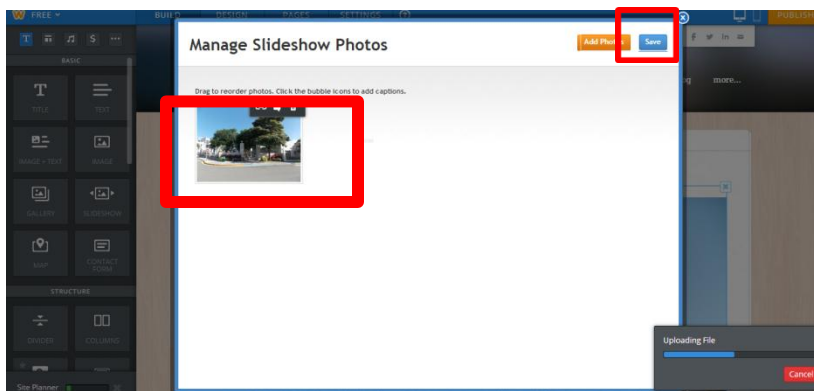 FREE
BUILD DESIGN PAGES SETTINGS
PUBLISH
T
$
BASIC
TITLE
TEXT
IMAGE + TEXT
IMAGE
GALLERY
SLIDESHOW
MAP
CONTACT FORM
STRUCTURE
DIVIDER
COLUMNS
Site Planner
Manage Slideshow Photos
Add Photos
Save
Drag to reorder photos. Click the bubble icons to add captions.
more...
Uploading File
Cancel